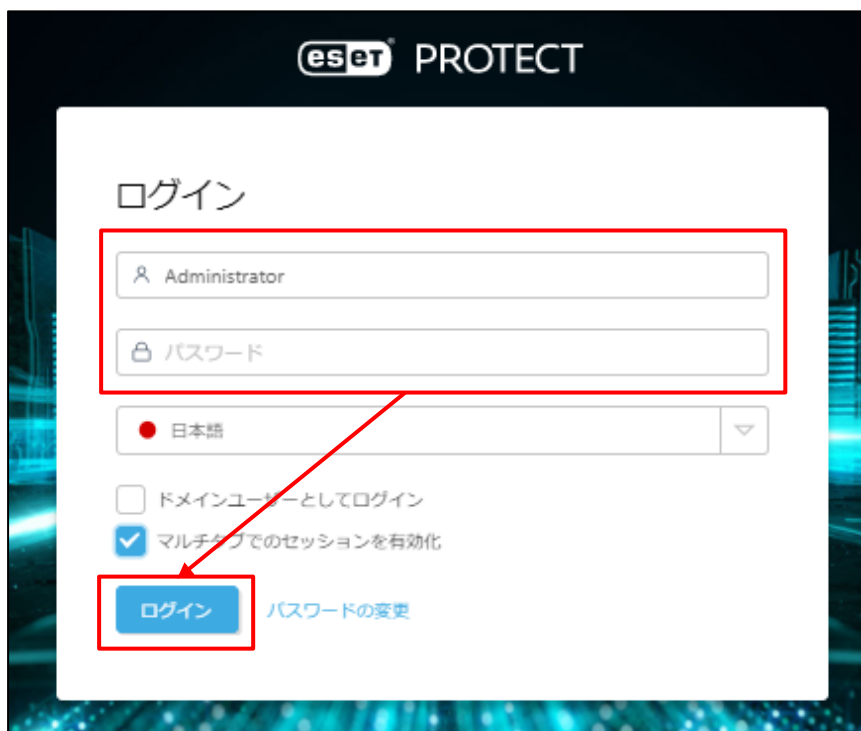 eset PROTECT
ログイン
Administrator
パスワード
日本語
ドメインユーザーとしてログイン
マルチタブでのセッションを有効化
ログイン パスワードの変更